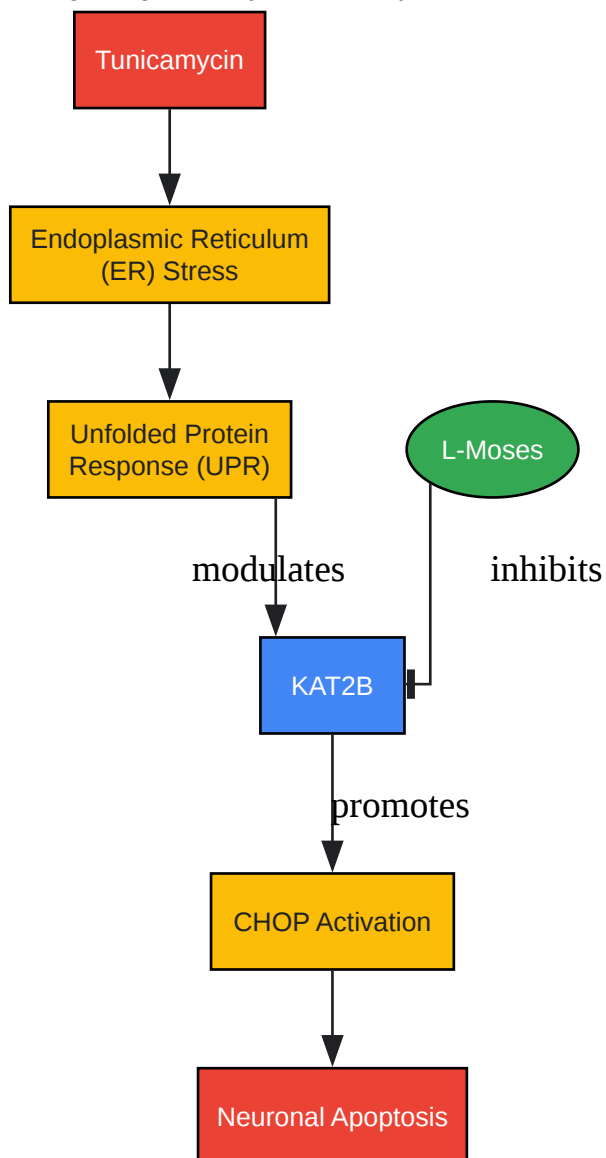 Tunicamycin
Endoplasmic Reticulum
(ER) Stress
Unfolded Protein
Response (UPR)
L-Moses
modulates
inhibits
KAT2B
promotes
CHOP Activation
Neuronal Apoptosis